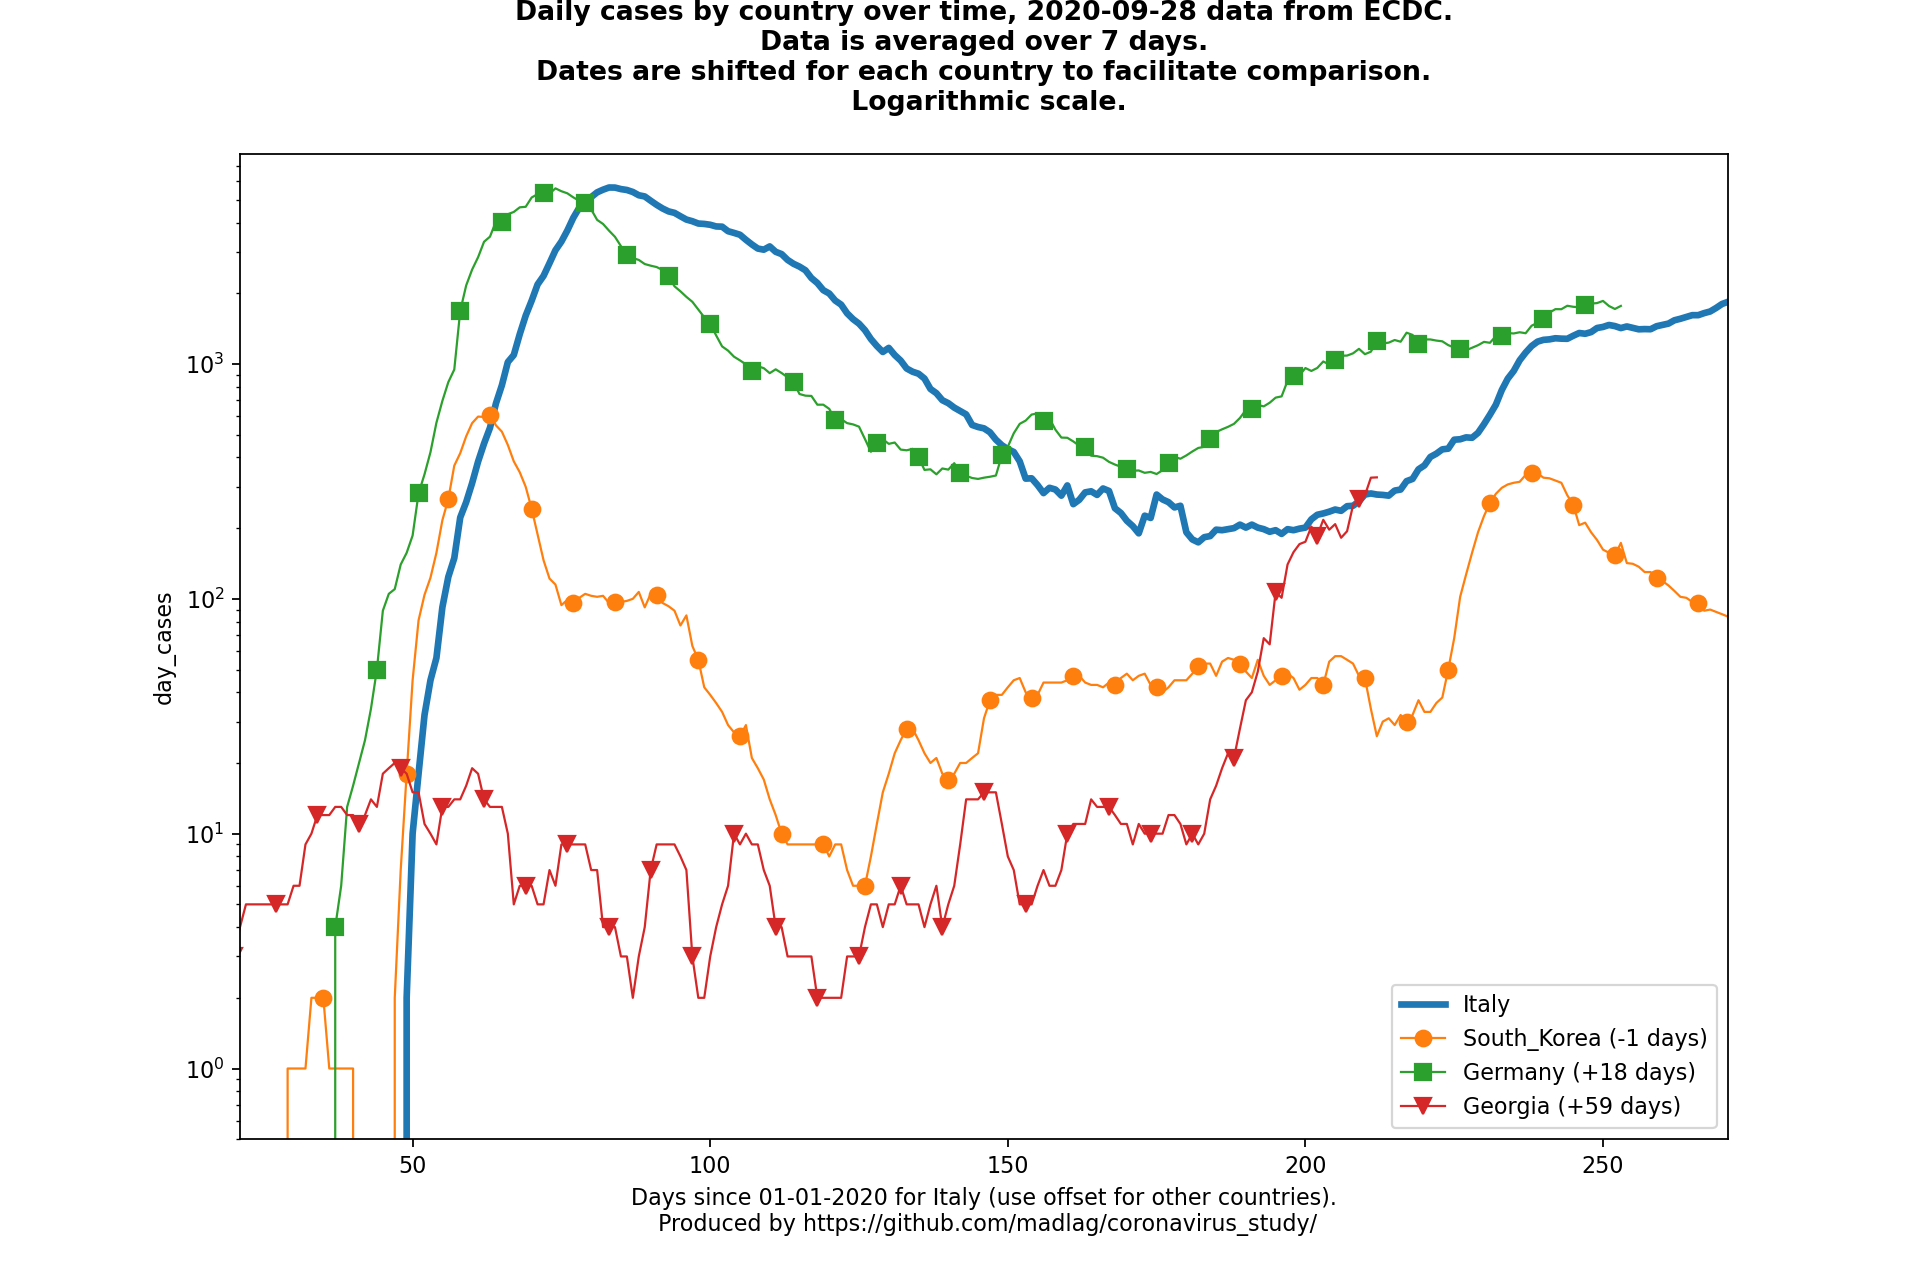 Daily cases by country over time, 2020-09-28 data from ECDC.
Data is averaged over 7 days.
Dates are shifted for each country to facilitate comparison.
Logarithmic scale.
10³
10²
10¹
10⁰
day_cases
50 100 150 200 250
Italy
South_Korea (-1 days)
Germany (+18 days)
Georgia (+59 days)
Days since 01-01-2020 for Italy (use offset for other countries).
Produced by https://github.com/madlag/coronavirus_study/